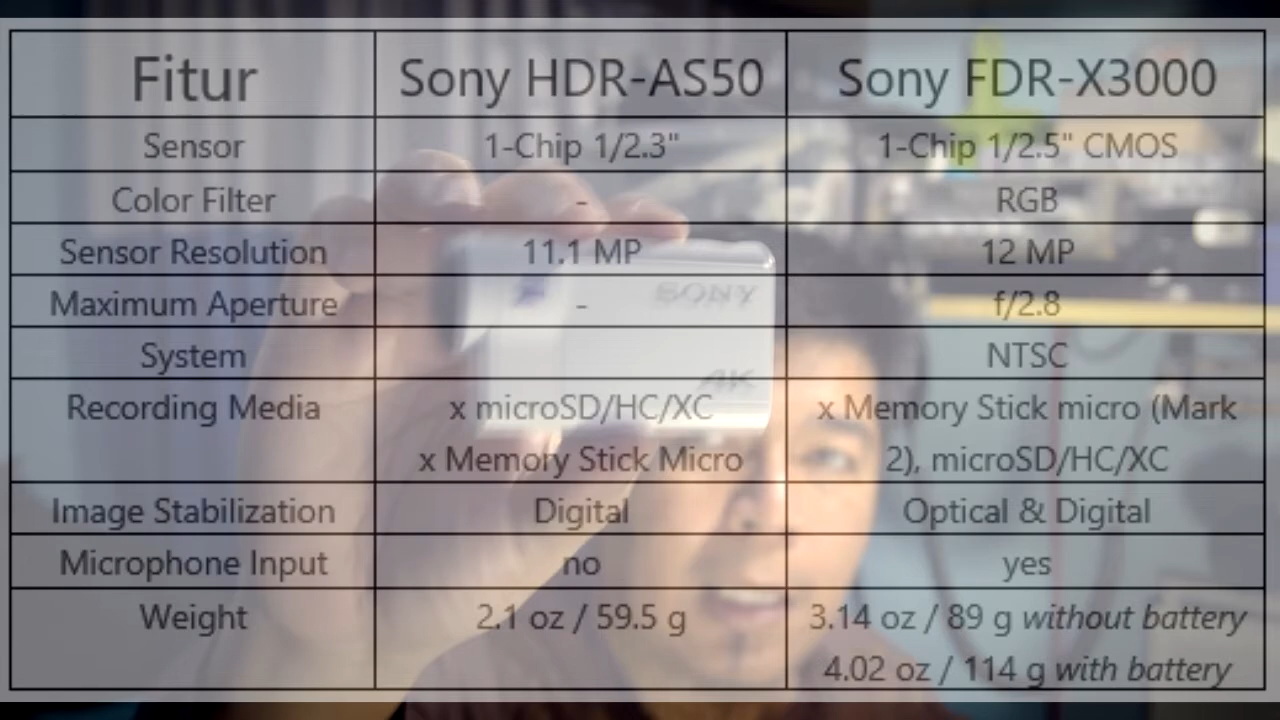 Fitur Sony HDR-AS50 Sony FDR-X3000
Sensor 1-Chip 1/2.3" 1-Chip 1/2.5" CMOS
Color Filter - RGB
Sensor Resolution 11.1 MP 12 MP
Maximum Aperture - f/2.8
System NTSC
Recording Media x microSD/HC/XC x Memory Stick micro (Mark
x Memory Stick Micro 2), microSD/HC/XC
Image Stabilization Digital Optical & Digital
Microphone Input no yes
Weight 2.1 oz / 59.5 g 3.14 oz / 89 g without battery
4.02 oz / 114 g with battery
SONY
4K